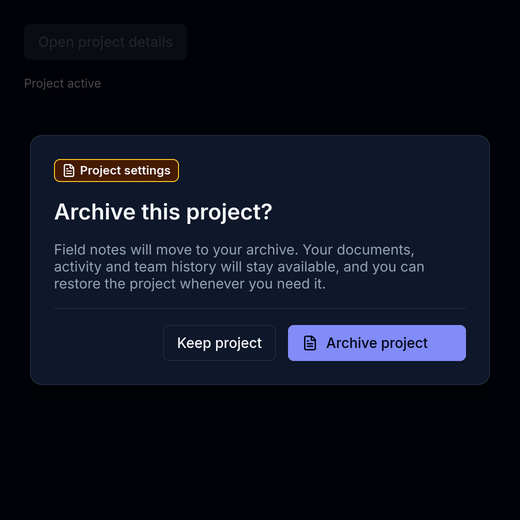 Open project details
Project active
Project settings
Archive this project?
Field notes will move to your archive. Your documents,
activity and team history will stay available, and you can
restore the project whenever you need it.
Keep project
Archive project